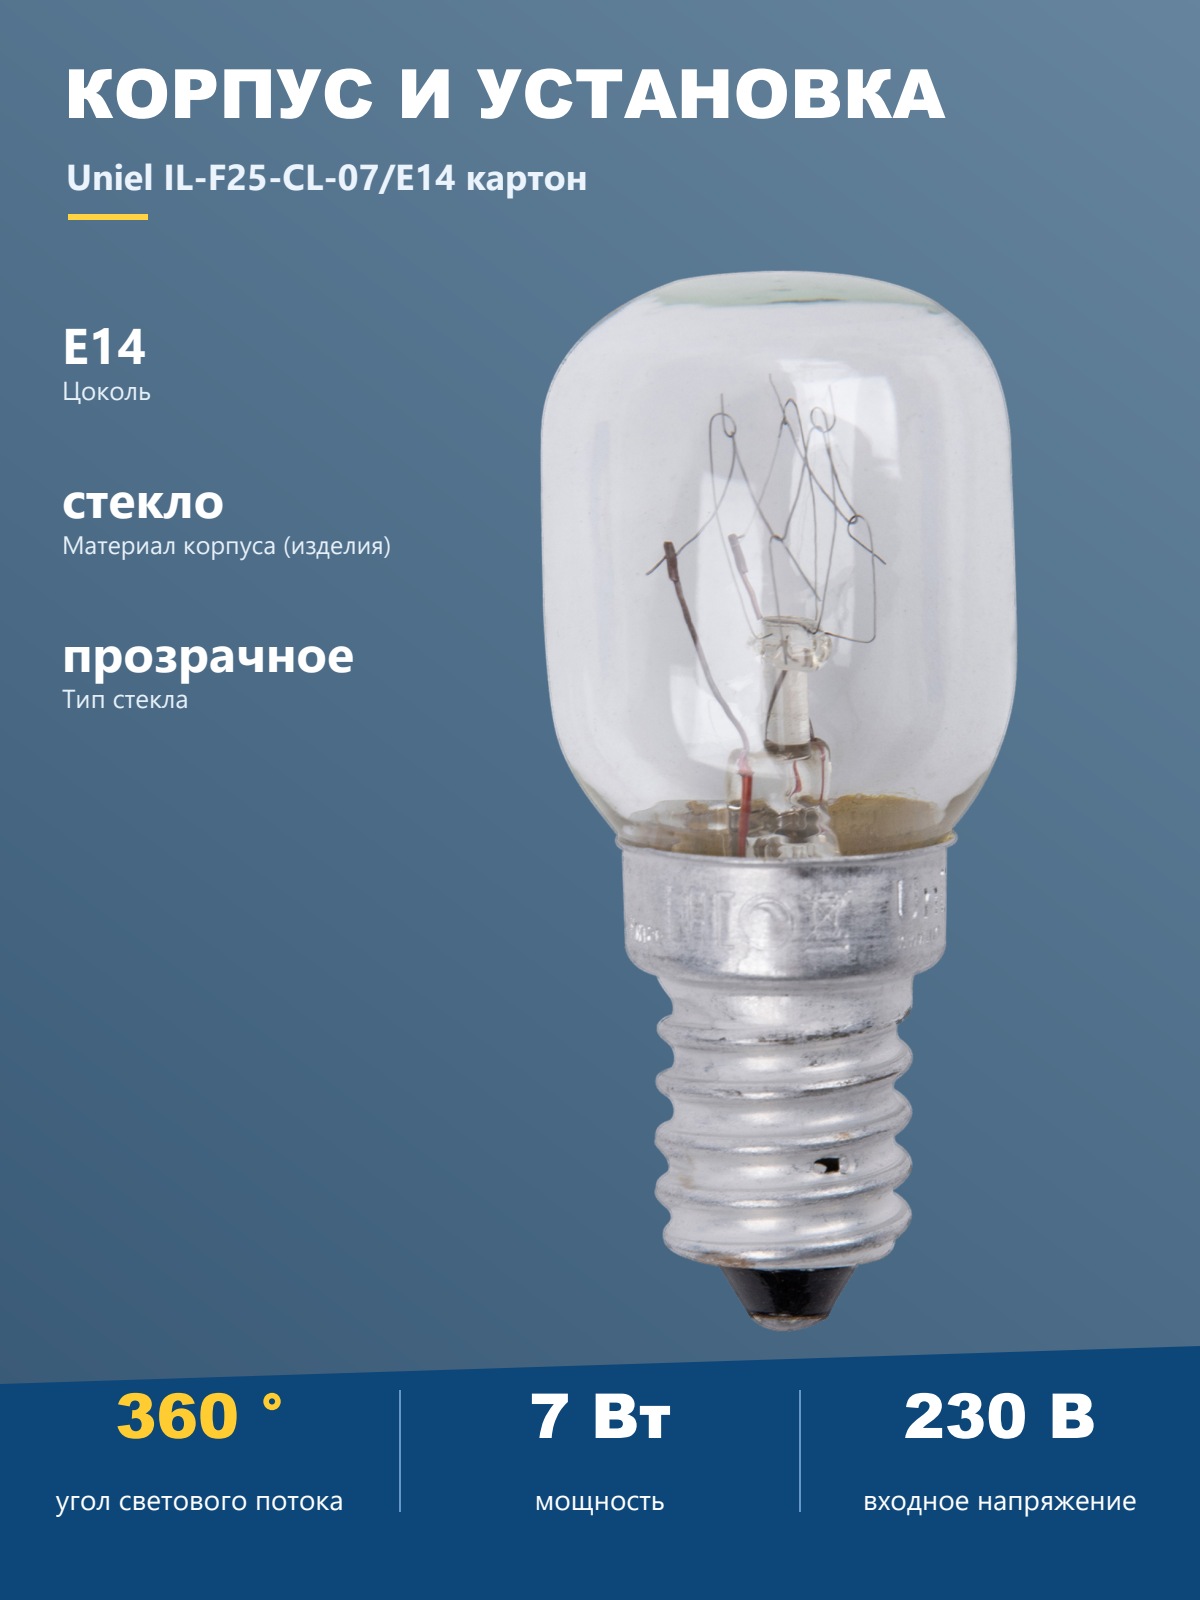 КОРПУС И УСТАНОВКА
Uniel IL-F25-CL-07/E14 картон
E14
Цоколь
стекло
Материал корпуса (изделия)
прозрачное
Тип стекла
360 °
угол светового потока
7 Вт
мощность
230 В
входное напряжение